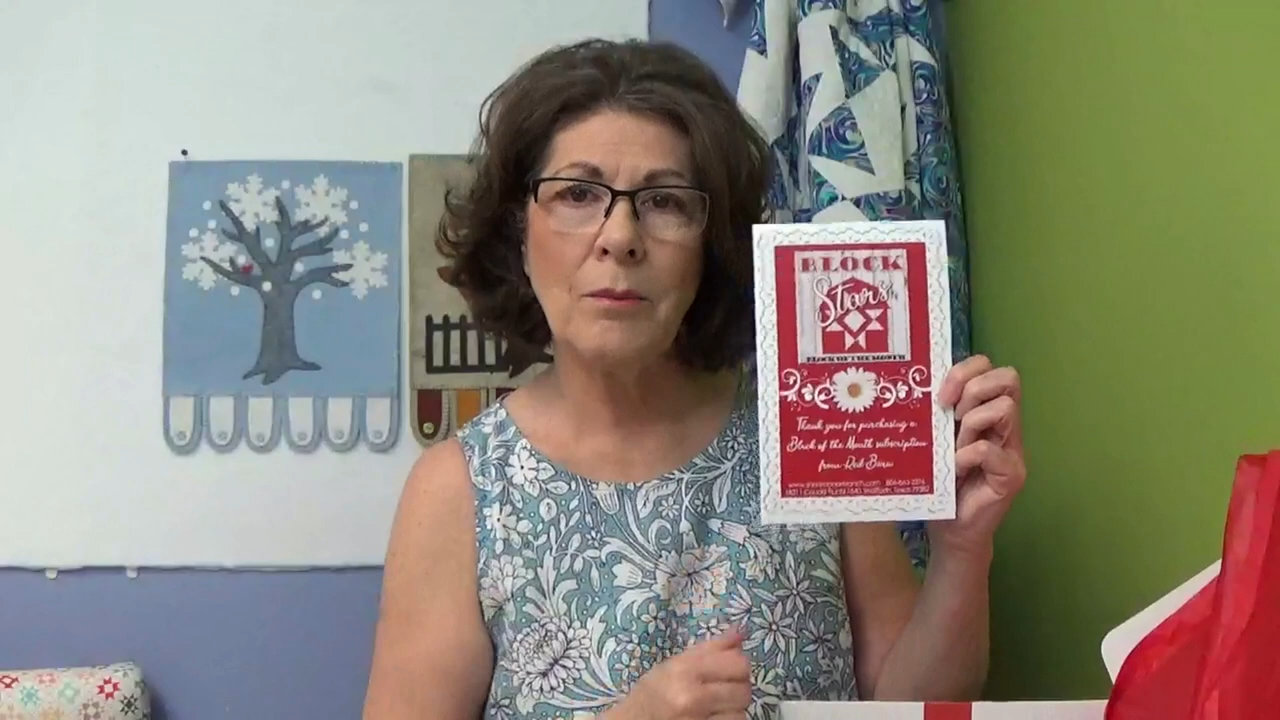 BLOCK
Stars
BLOCK OF THE MONTH
Thank you for purchasing a
Block of the Month subscription
from Red Barn